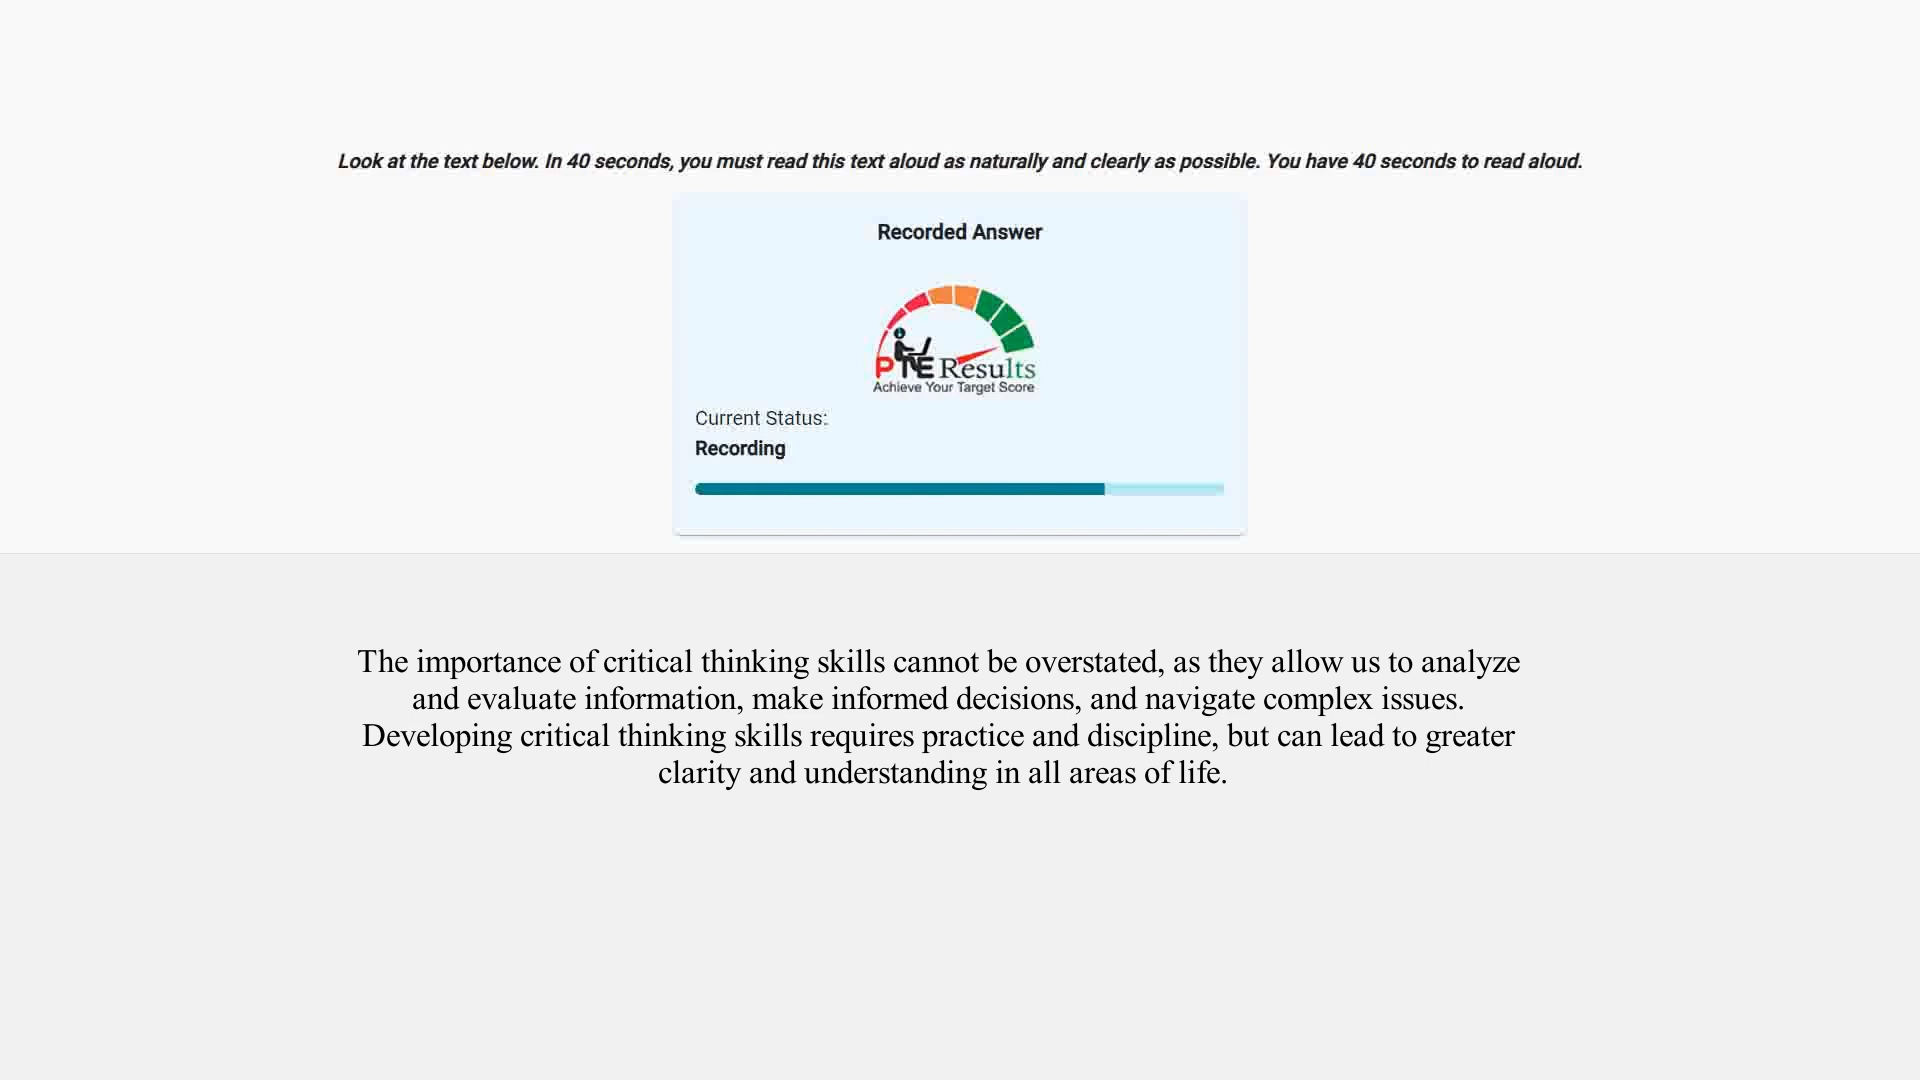 Look at the text below. In 40 seconds, you must read this text aloud as naturally and clearly as possible. You have 40 seconds to read aloud.
Recorded Answer
PTE Results
Achieve Your Target Score
Current Status:
Recording
The importance of critical thinking skills cannot be overstated, as they allow us to analyze
and evaluate information, make informed decisions, and navigate complex issues.
Developing critical thinking skills requires practice and discipline, but can lead to greater
clarity and understanding in all areas of life.